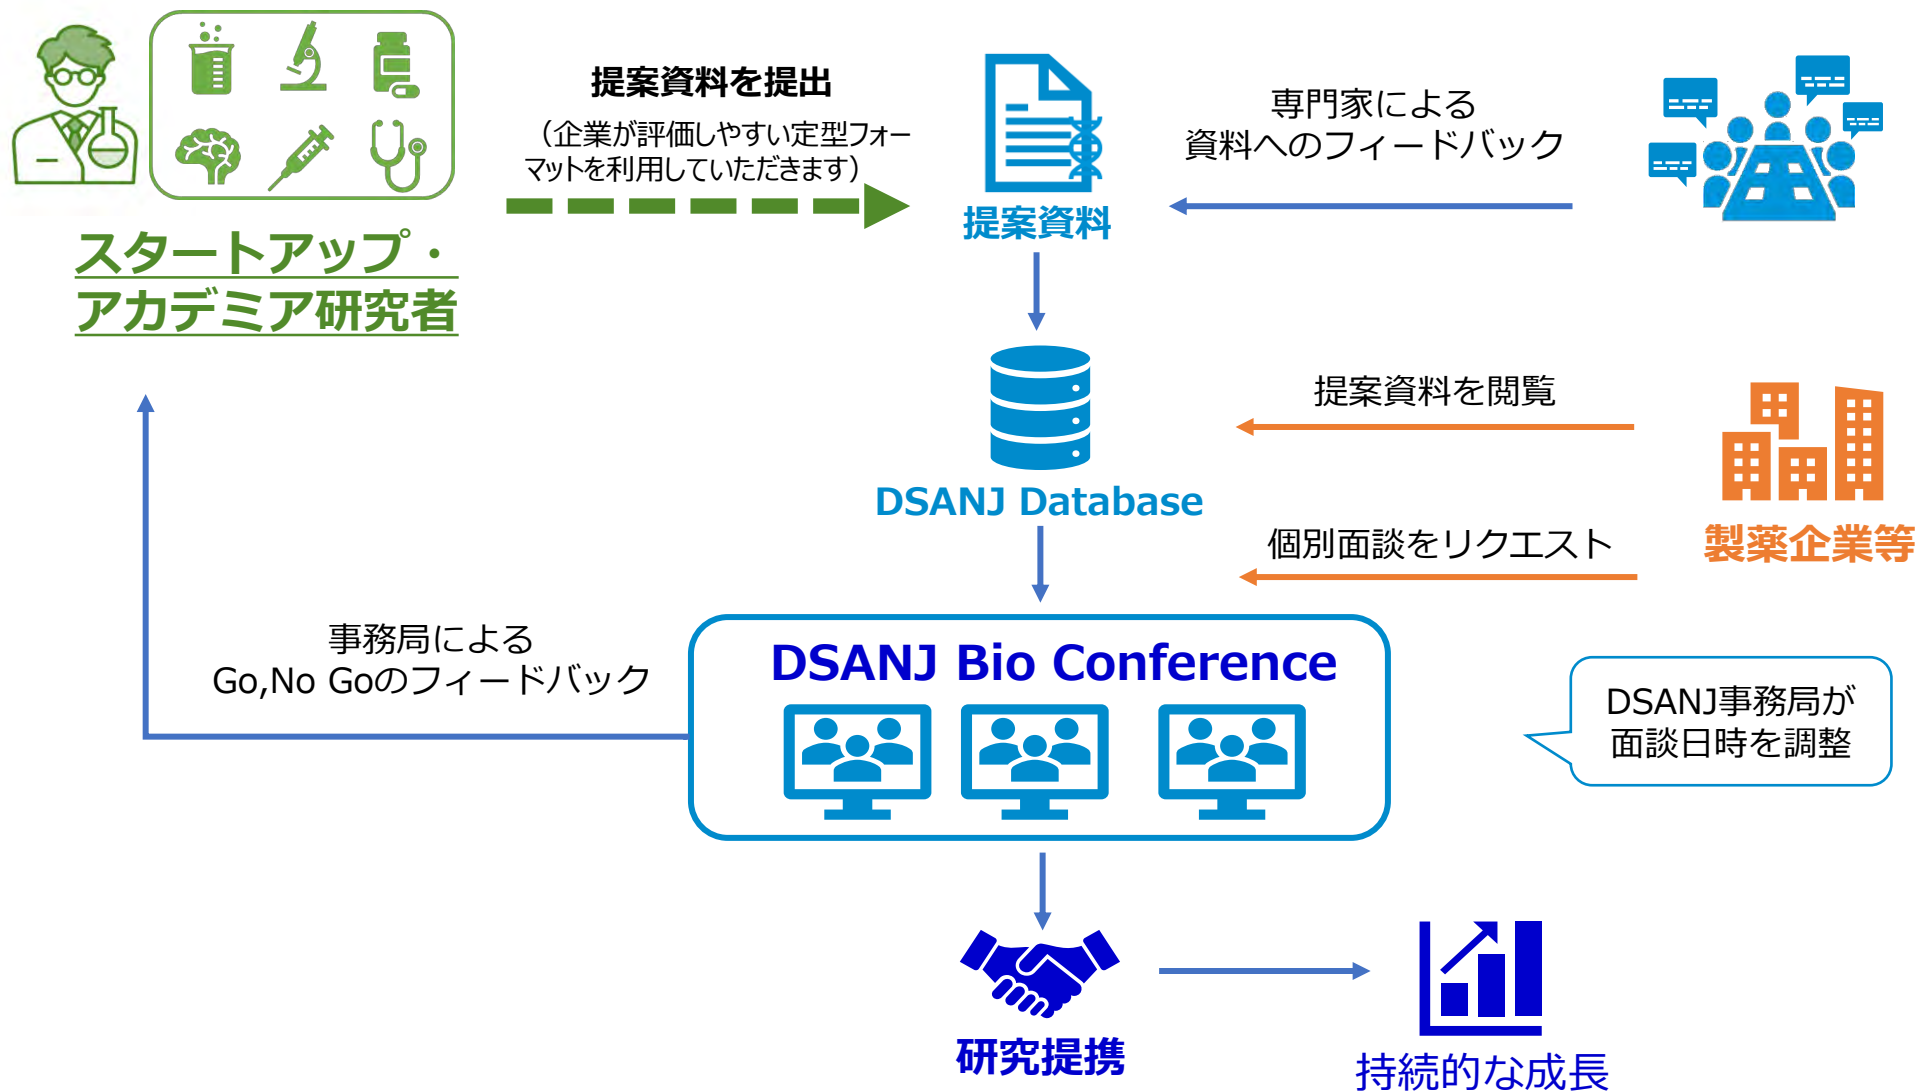 提案資料を提出
（企業が評価しやすい定型フォー
マットを利用していただきます）
専門家による
資料へのフィードバック
提案資料
スタートアップ・
アカデミア研究者
提案資料を閲覧
DSANJ Database
製薬企業等
個別面談をリクエスト
事務局による
Go,No Goのフィードバック
DSANJ Bio Conference
DSANJ事務局が
面談日時を調整
研究提携
持続的な成長